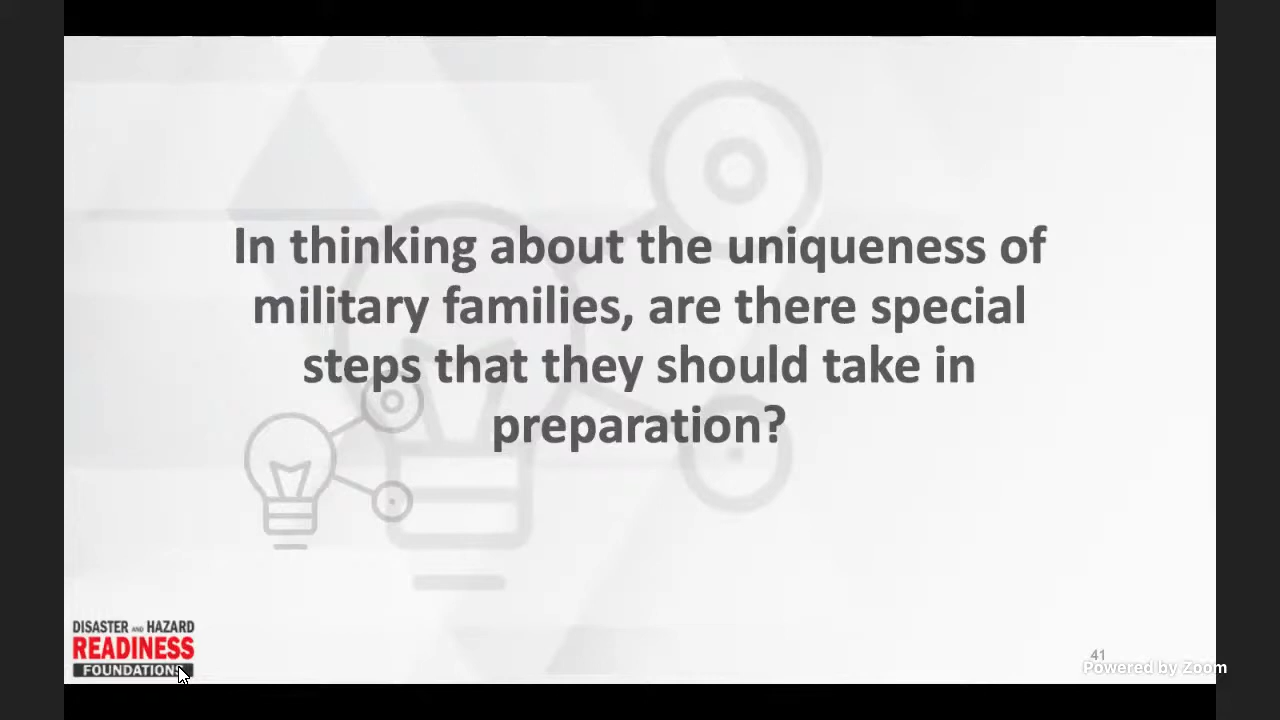 In thinking about the uniqueness of
military families, are there special
steps that they should take in
preparation?
DISASTER AND HAZARD
READINESS
FOUNDATIONS
41
Powered by Zoom